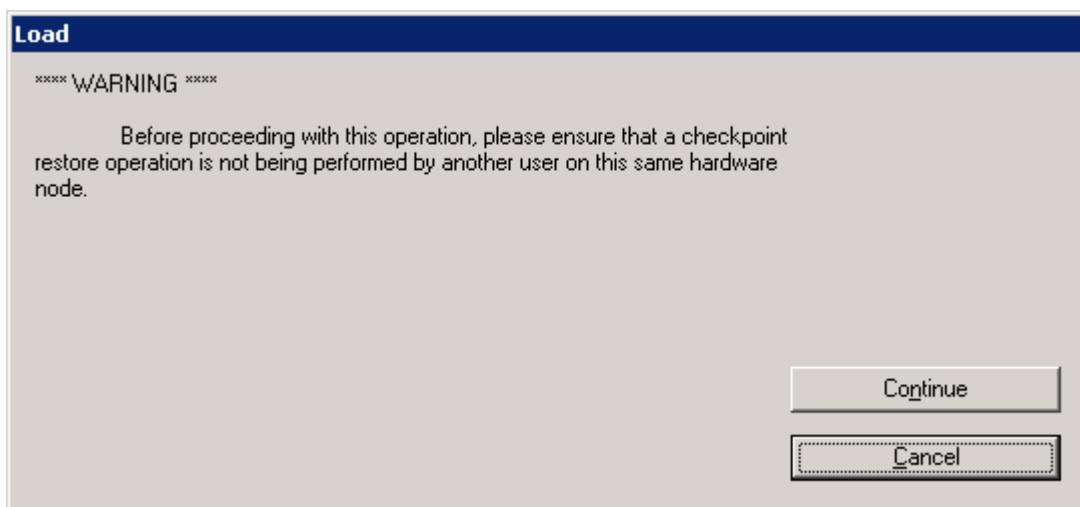 Load
**** WARNING ****
Before proceeding with this operation, please ensure that a checkpoint
restore operation is not being performed by another user on this same hardware
node.
Continue
Cancel